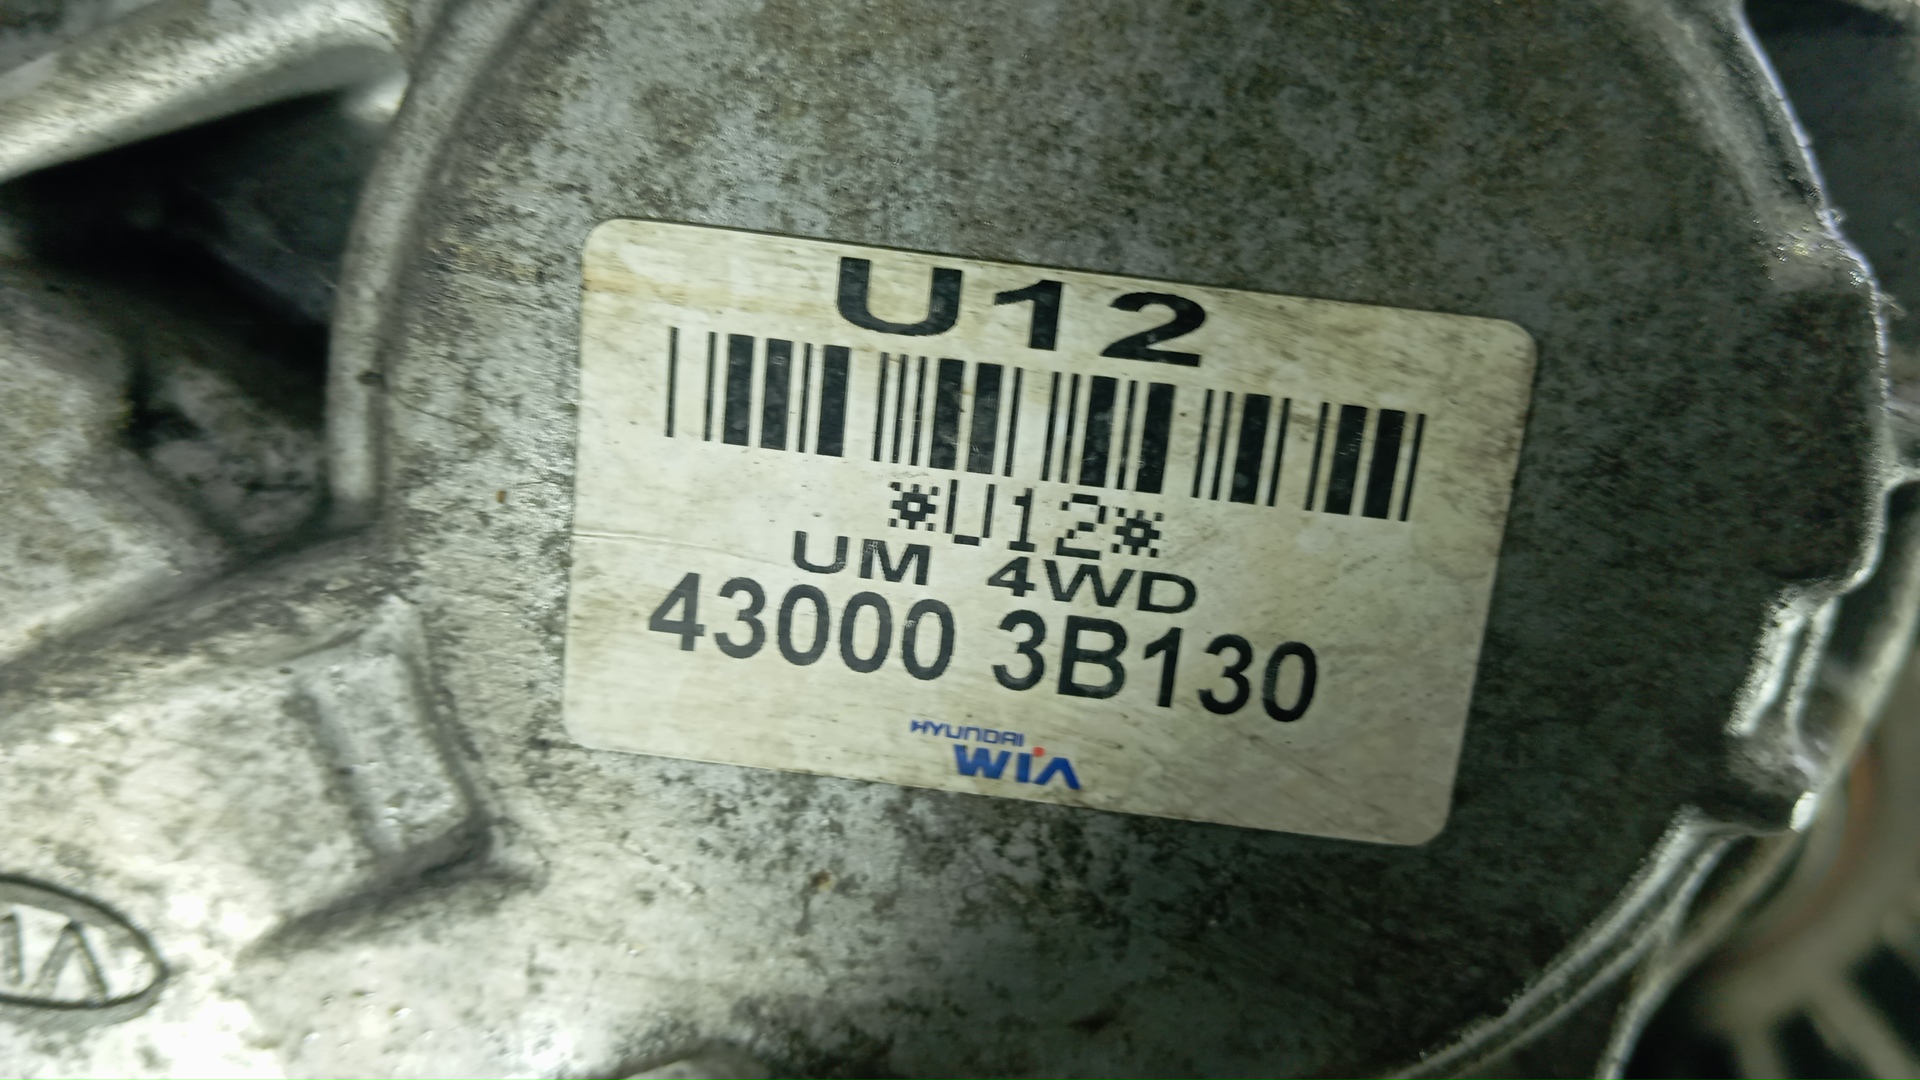 U12
*U12*
UM 4WD
43000 3B130
HYUNDAI
WIA